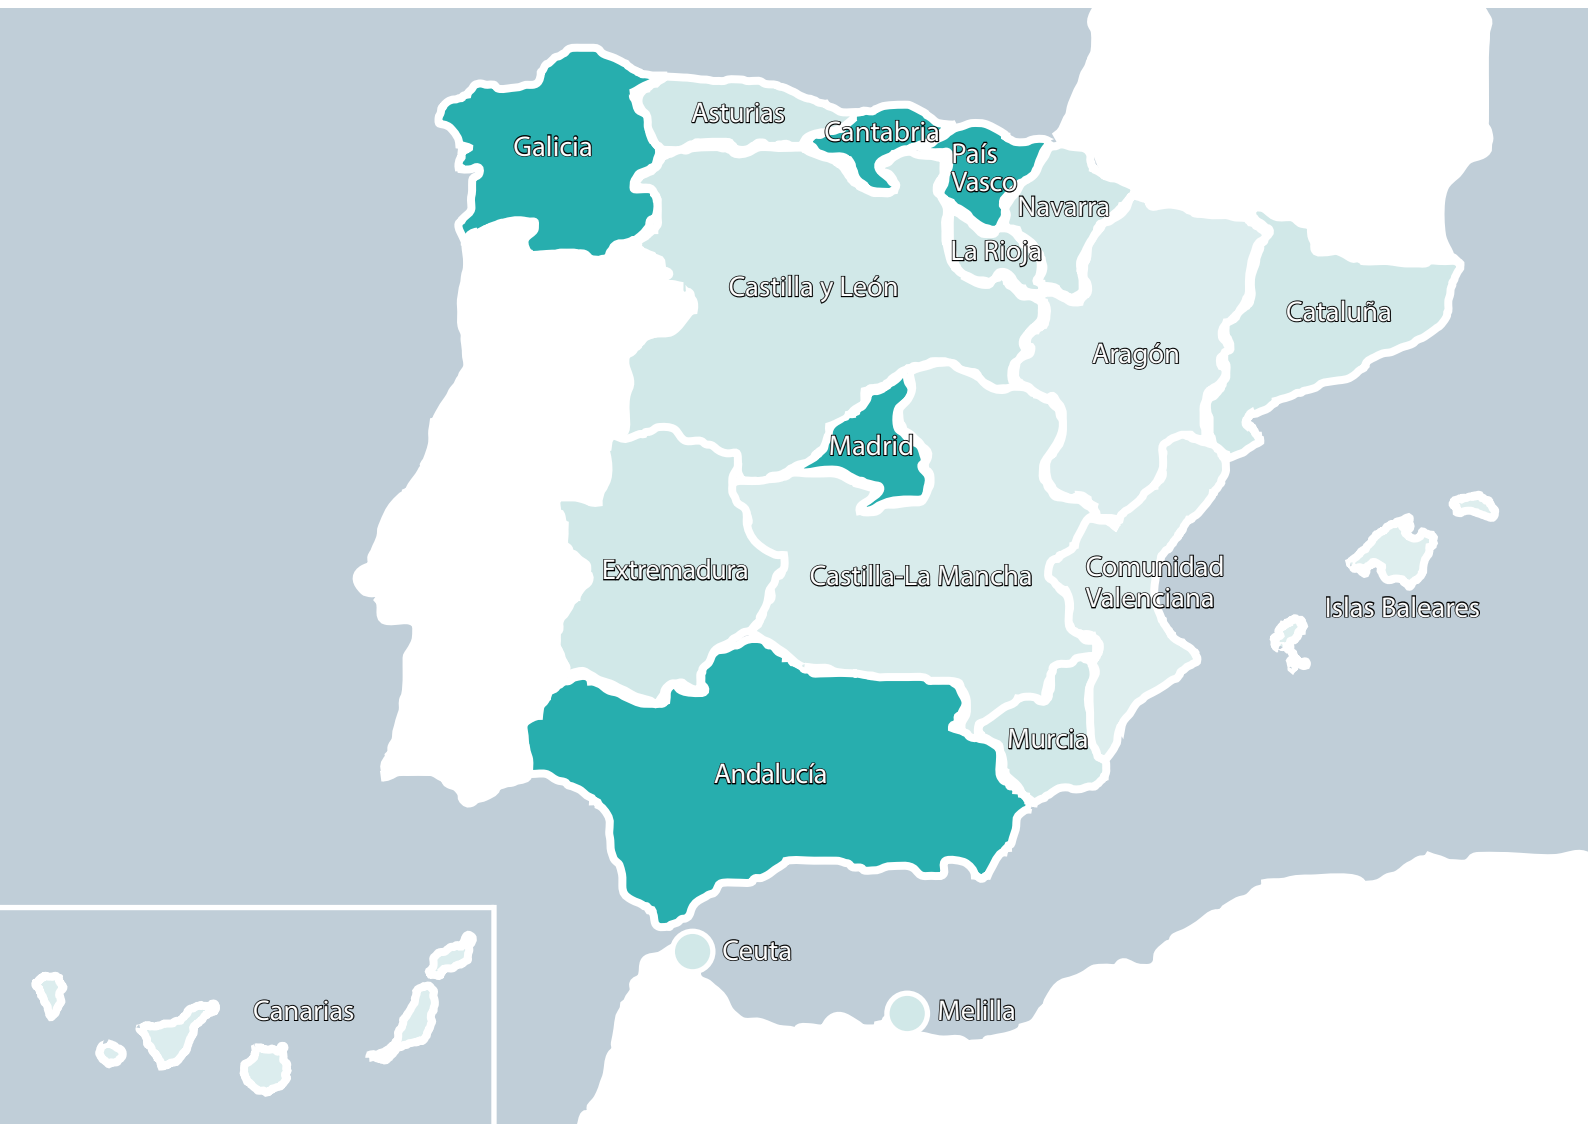 Asturias
Cantabria
Galicia
País
Vasco
Navarra
La Rioja
Castilla y León
Cataluña
Aragón
Madrid
Extremadura
Castilla-La Mancha
Comunidad
Valenciana
Islas Baleares
Murcia
Andalucía
Ceuta
Canarias
Melilla